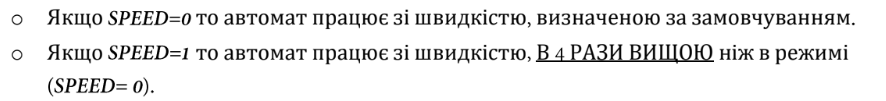 ○ Якщо SPEED=0 то автомат працює зі швидкістю, визначеною за замовчуванням.
○ Якщо SPEED=1 то автомат працює зі швидкістю, В 4 РАЗИ ВИЩОЮ ніж в режимі
(SPEED= 0).